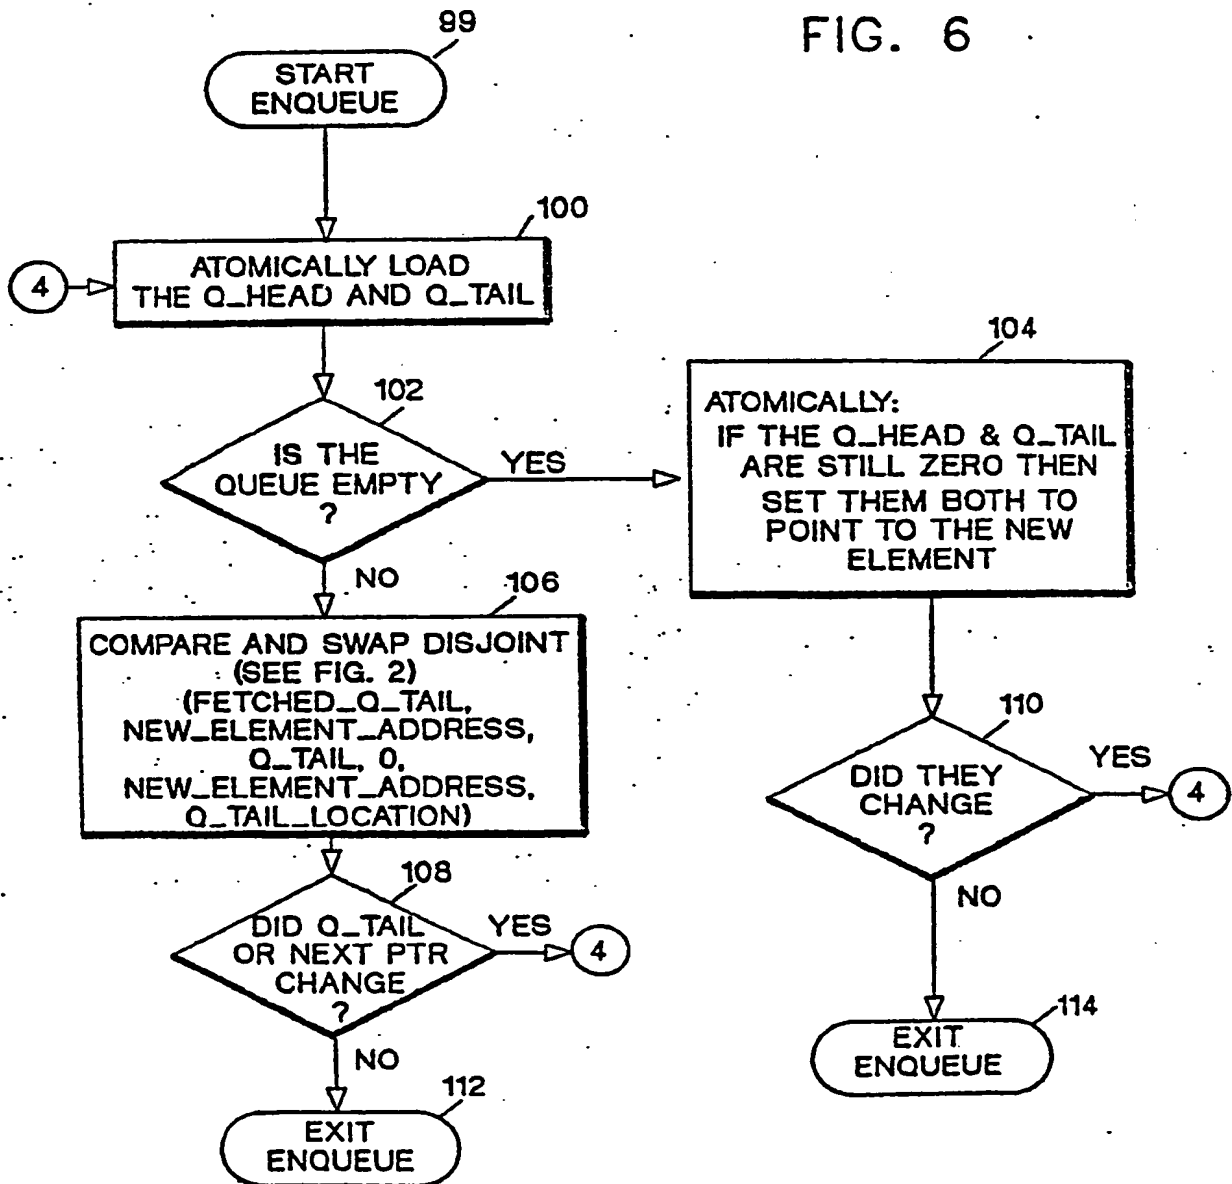 FIG. 6
99
START
ENQUEUE
100
ATOMICALLY LOAD
THE Q_HEAD AND Q_TAIL
4
102
IS THE
QUEUE EMPTY
?
YES
NO
104
ATOMICALLY:
IF THE Q_HEAD & Q_TAIL
ARE STILL ZERO THEN
SET THEM BOTH TO
POINT TO THE NEW
ELEMENT
106
COMPARE AND SWAP DISJOINT
(SEE FIG. 2)
(FETCHED_Q_TAIL,
NEW_ELEMENT_ADDRESS,
Q_TAIL, 0,
NEW_ELEMENT_ADDRESS,
Q_TAIL_LOCATION)
110
DID THEY
CHANGE
?
YES
4
NO
108
DID Q_TAIL
OR NEXT PTR
CHANGE
?
YES
4
NO
114
EXIT
ENQUEUE
112
EXIT
ENQUEUE